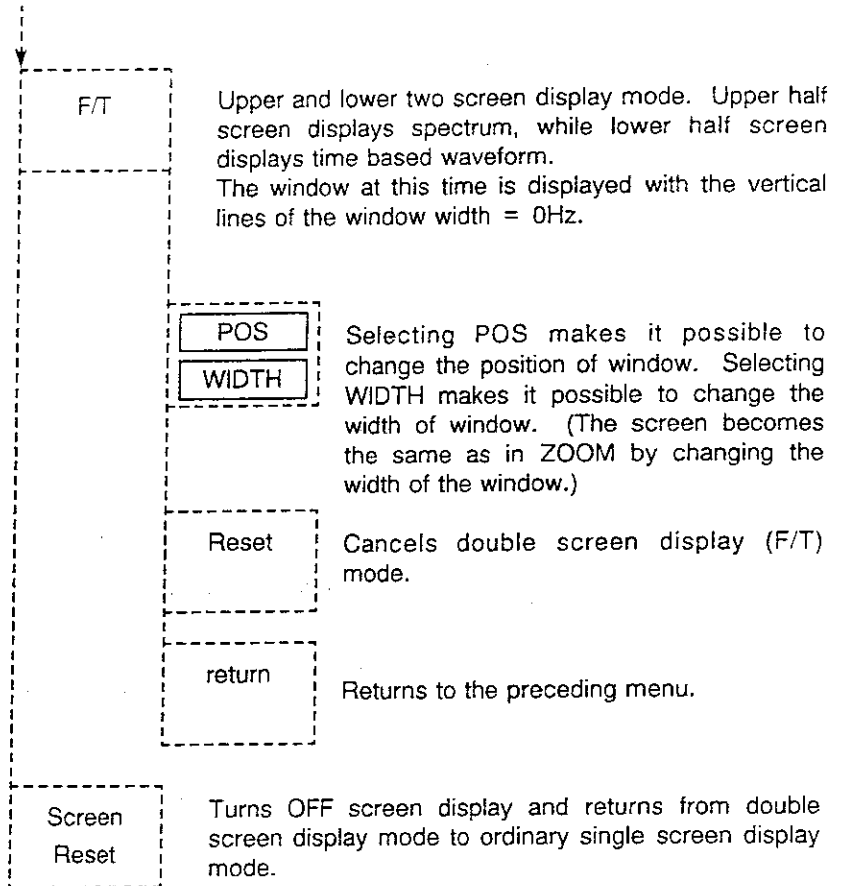 F/T
Upper and lower two screen display mode. Upper half
screen displays spectrum, while lower half screen
displays time based waveform.
The window at this time is displayed with the vertical
lines of the window width = 0Hz.
POS
WIDTH
Selecting POS makes it possible to
change the position of window. Selecting
WIDTH makes it possible to change the
width of window. (The screen becomes
the same as in ZOOM by changing the
width of the window.)
Reset
Cancels double screen display (F/T)
mode.
return
Returns to the preceding menu.
Screen
Reset
Turns OFF screen display and returns from double
screen display mode to ordinary single screen display
mode.